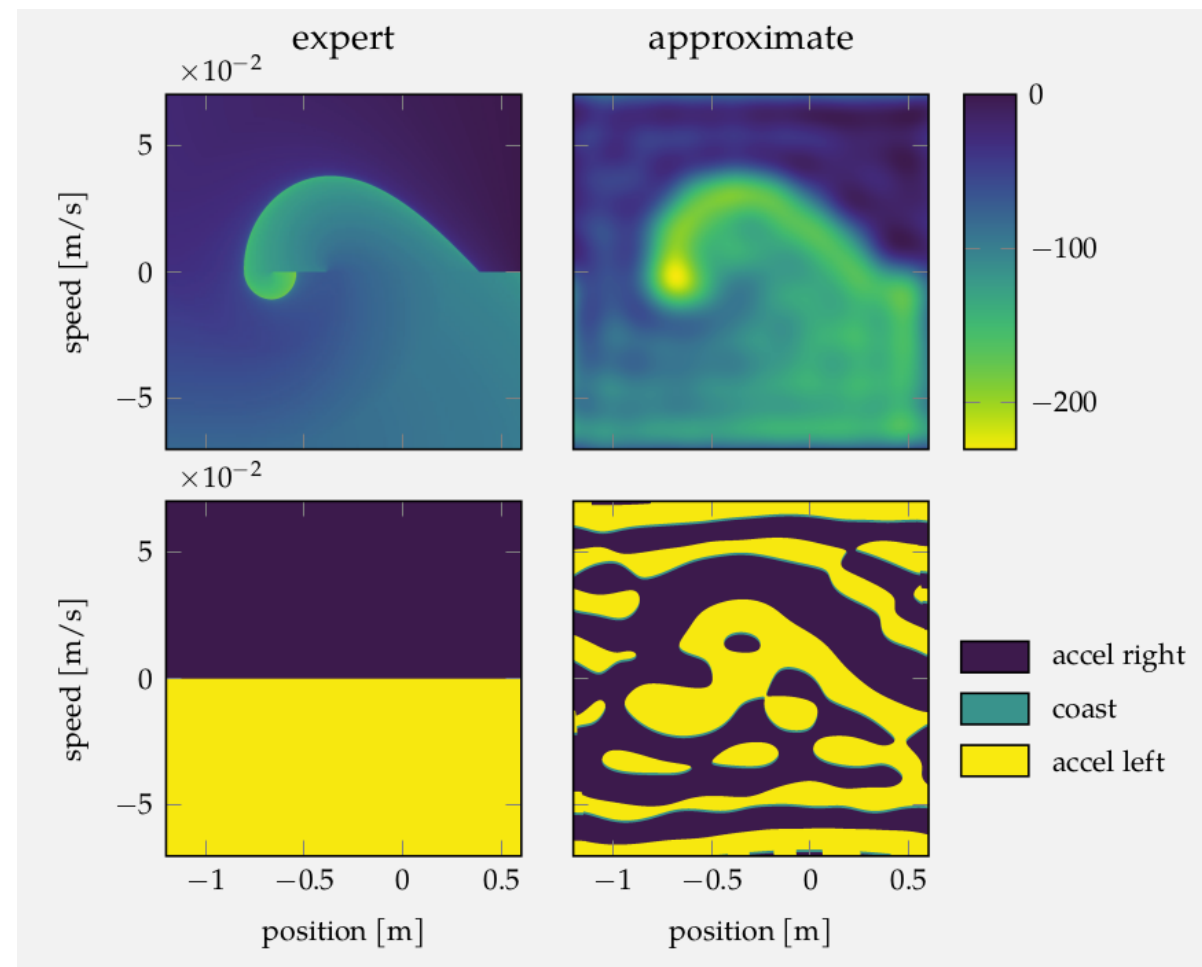 expert
approximate
×10⁻²
5
0
−5
speed [m/s]
0
−100
−200
×10⁻²
5
0
−5
speed [m/s]
−1
−0.5
0
0.5
position [m]
−1
−0.5
0
0.5
position [m]
accel right
coast
accel left